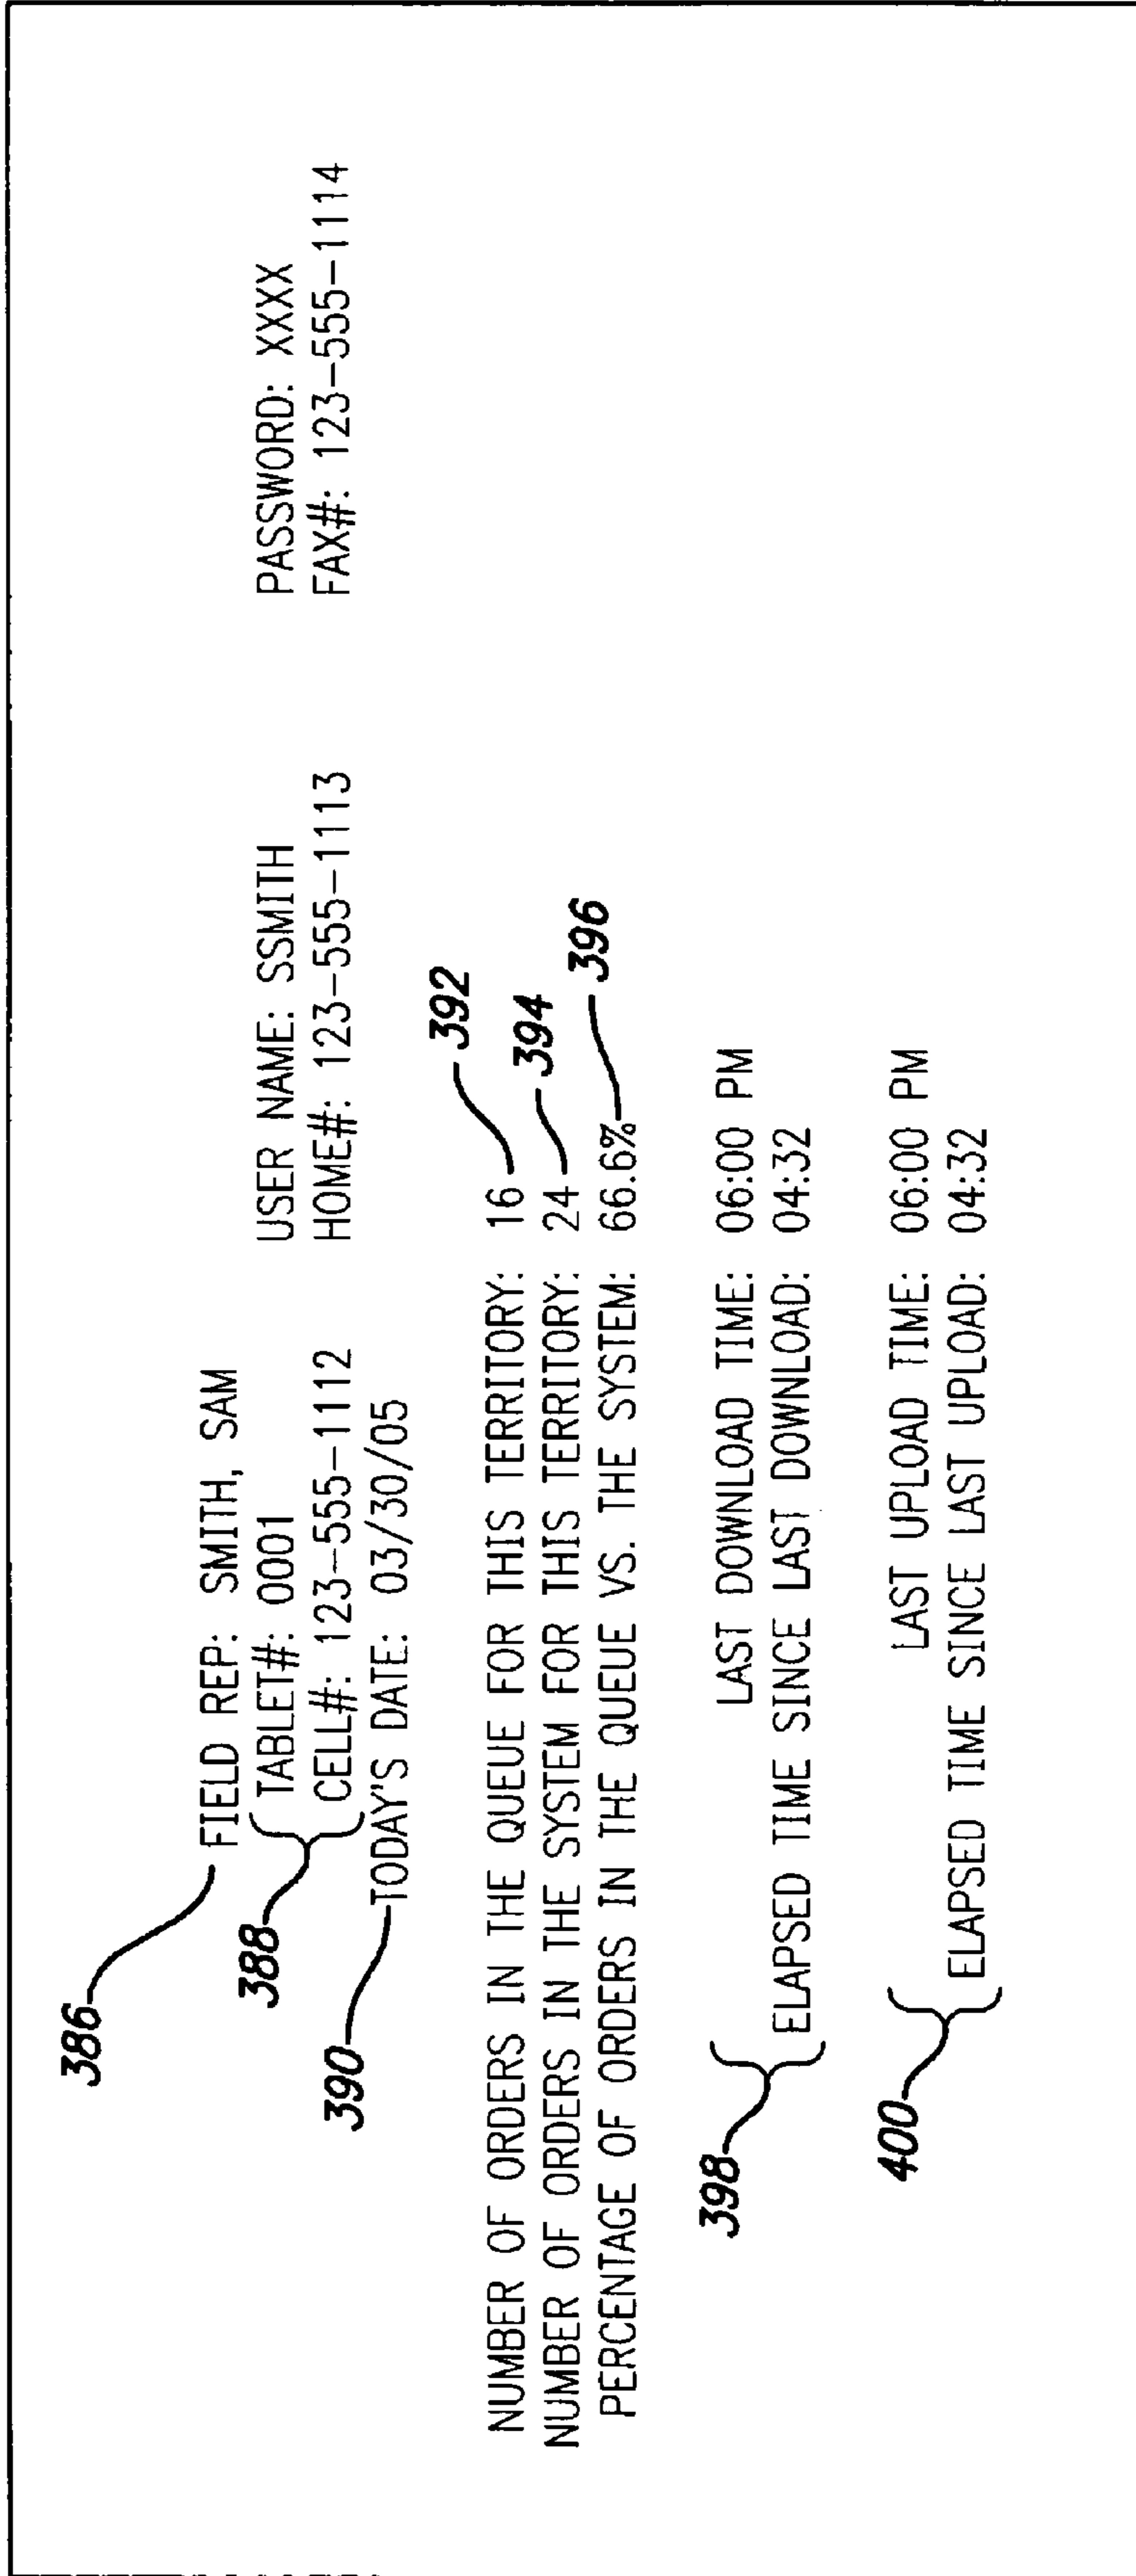 386
FIELD REP: SMITH, SAM
388 TABLET#: 0001 USER NAME: SSMITH PASSWORD: XXXX
CELL#: 123-555-1112 HOME#: 123-555-1113 FAX#: 123-555-1114
390 TODAY'S DATE: 03/30/05
NUMBER OF ORDERS IN THE QUEUE FOR THIS TERRITORY: 16 392
NUMBER OF ORDERS IN THE SYSTEM FOR THIS TERRITORY: 24 394
PERCENTAGE OF ORDERS IN THE QUEUE VS. THE SYSTEM: 66.6% 396
398 LAST DOWNLOAD TIME: 06:00 PM
ELAPSED TIME SINCE LAST DOWNLOAD: 04:32
400 LAST UPLOAD TIME: 06:00 PM
ELAPSED TIME SINCE LAST UPLOAD: 04:32